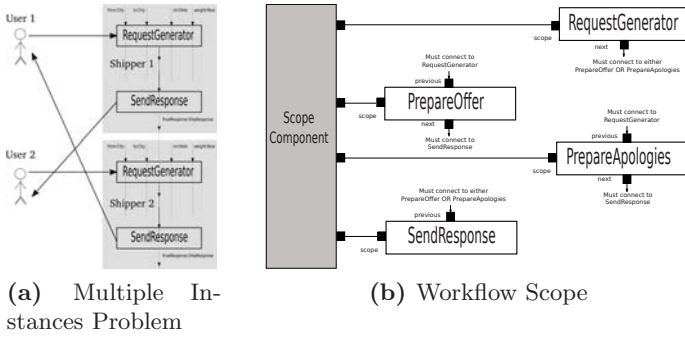 User 1
RequestGenerator
Shipper 1
SendResponse
User 2
RequestGenerator
Shipper 2
SendResponse
(a) Multiple In-
stances Problem
Scope
Component
scope
RequestGenerator
next
Must connect to either
PrepareOffer OR PrepareApologies
Must connect to
RequestGenerator
previous
scope
PrepareOffer
next
Must connect to
SendResponse
Must connect to
RequestGenerator
previous
scope
PrepareApologies
next
Must connect to
SendResponse
Must connect to either
PrepareOffer OR PrepareApologies
previous
scope
SendResponse
(b) Workflow Scope